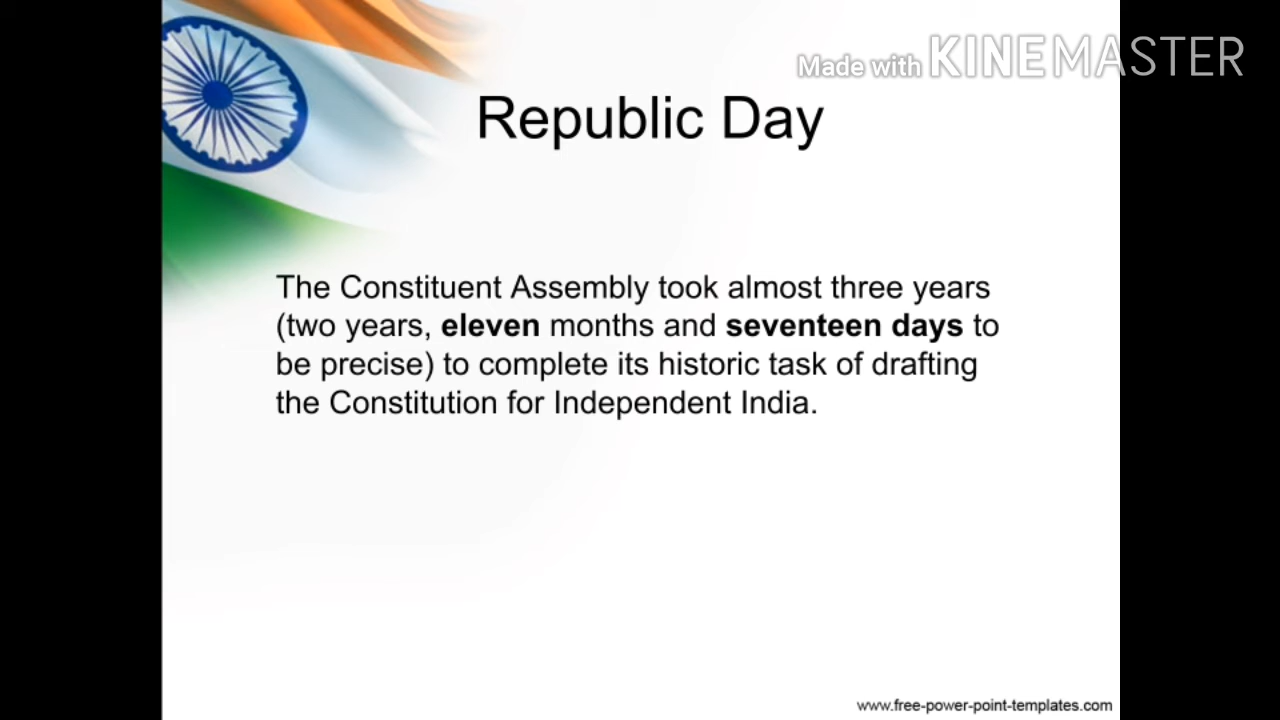 Made with KINEMASTER
Republic Day
The Constituent Assembly took almost three years
(two years, eleven months and seventeen days to
be precise) to complete its historic task of drafting
the Constitution for Independent India.
www.free-power-point-templates.com